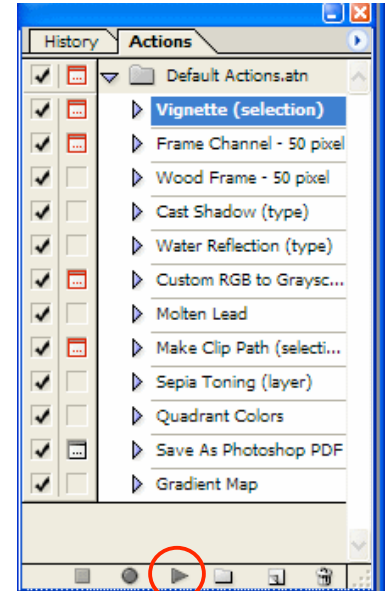 History Actions
Default Actions.atn
Vignette (selection)
Frame Channel - 50 pixel
Wood Frame - 50 pixel
Cast Shadow (type)
Water Reflection (type)
Custom RGB to Graysc...
Molten Lead
Make Clip Path (selecti...
Sepia Toning (layer)
Quadrant Colors
Save As Photoshop PDF
Gradient Map